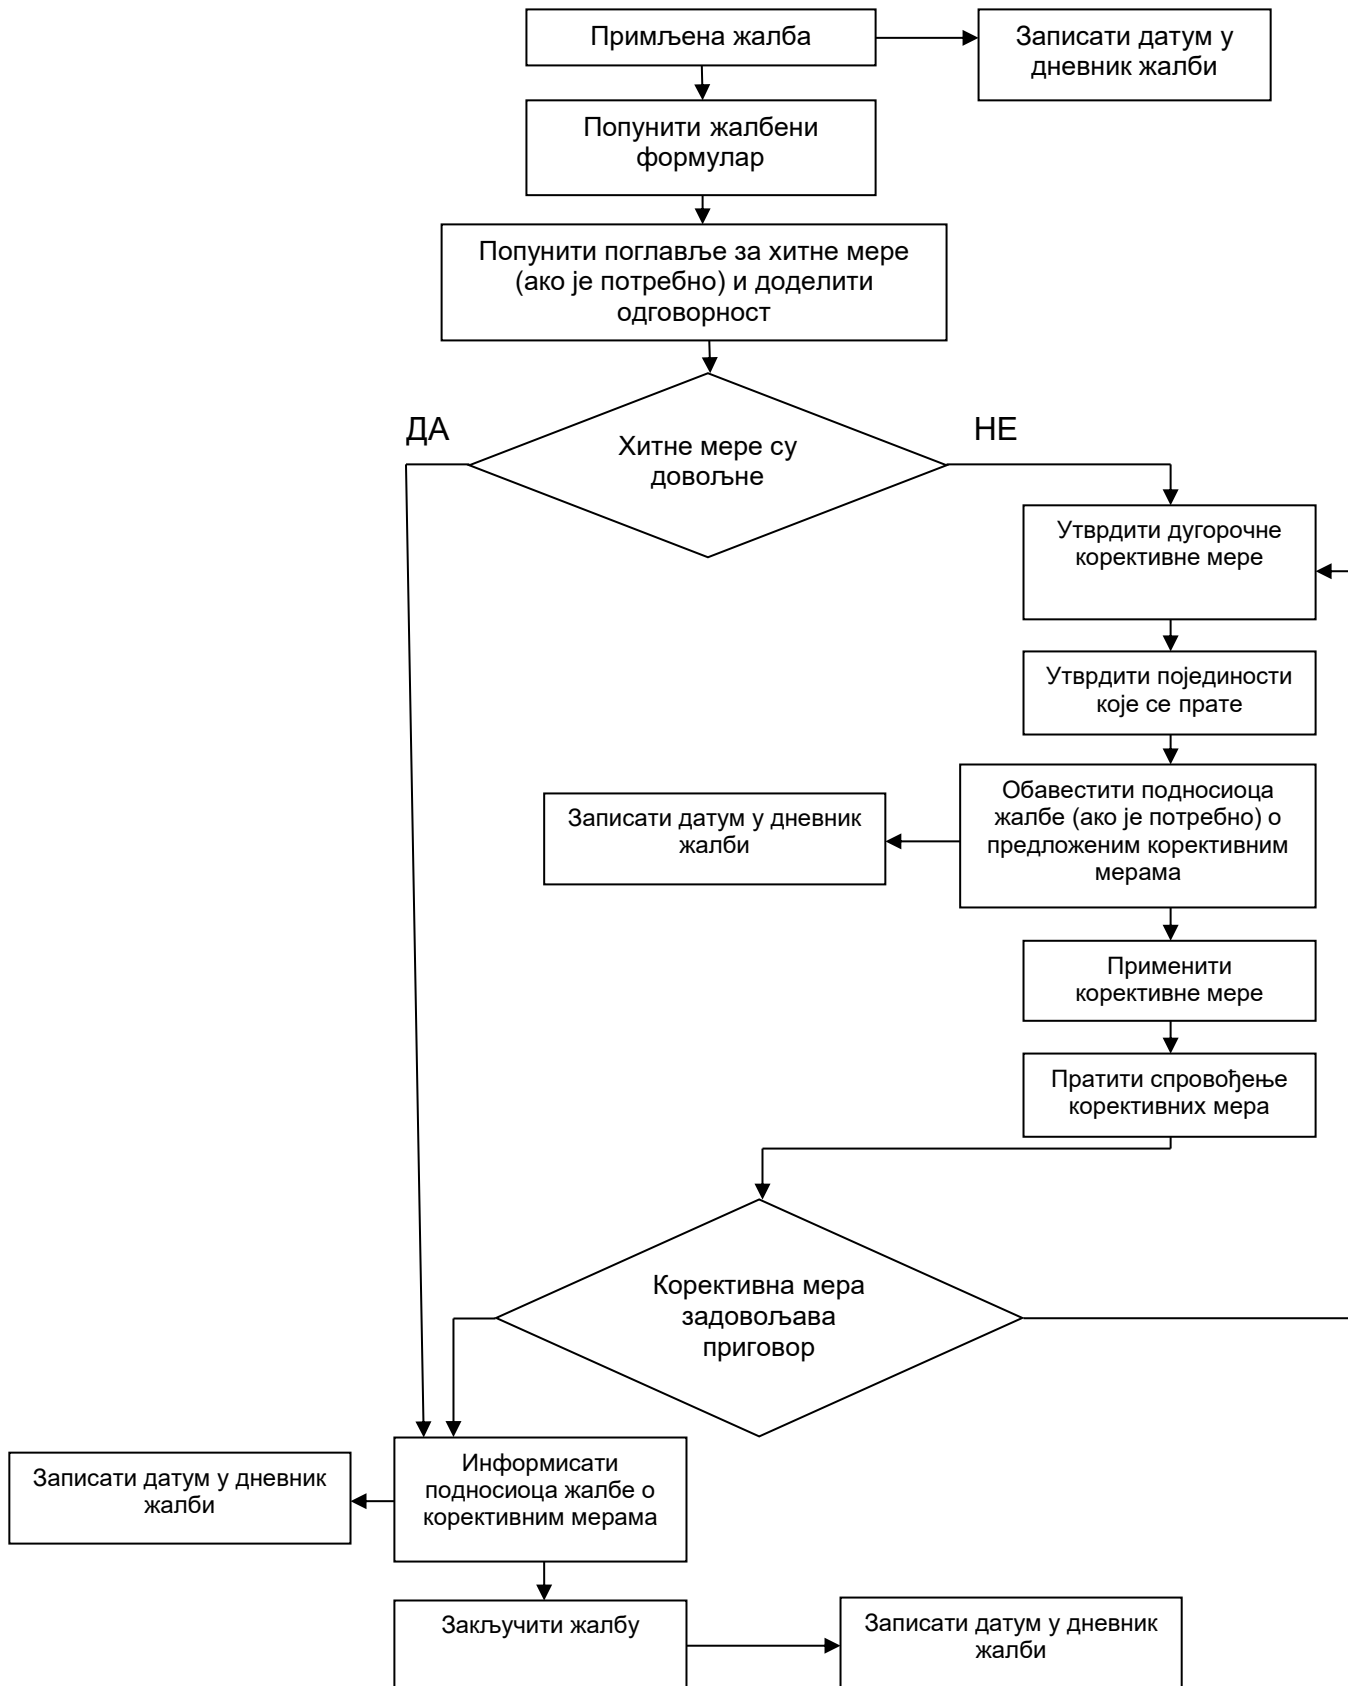 Примљена жалба
Записати датум у
дневник жалби
Попунити жалбени
формулар
Попунити поглавље за хитне мере
(ако је потребно) и доделити
одговорност
ДА
НЕ
Хитне мере су
довољне
Утврдити дугорочне
корективне мере
Утврдити појединости
које се прате
Обавестити подносиоца
жалбе (ако је потребно) о
предложеним корективним
мерама
Записати датум у дневник
жалби
Применити
корективне мере
Пратити спровођење
корективних мера
Корективна мера
задовољава
приговор
Информисати
подносиоца жалбе о
корективним мерама
Записати датум у дневник
жалби
Закључити жалбу
Записати датум у дневник
жалби